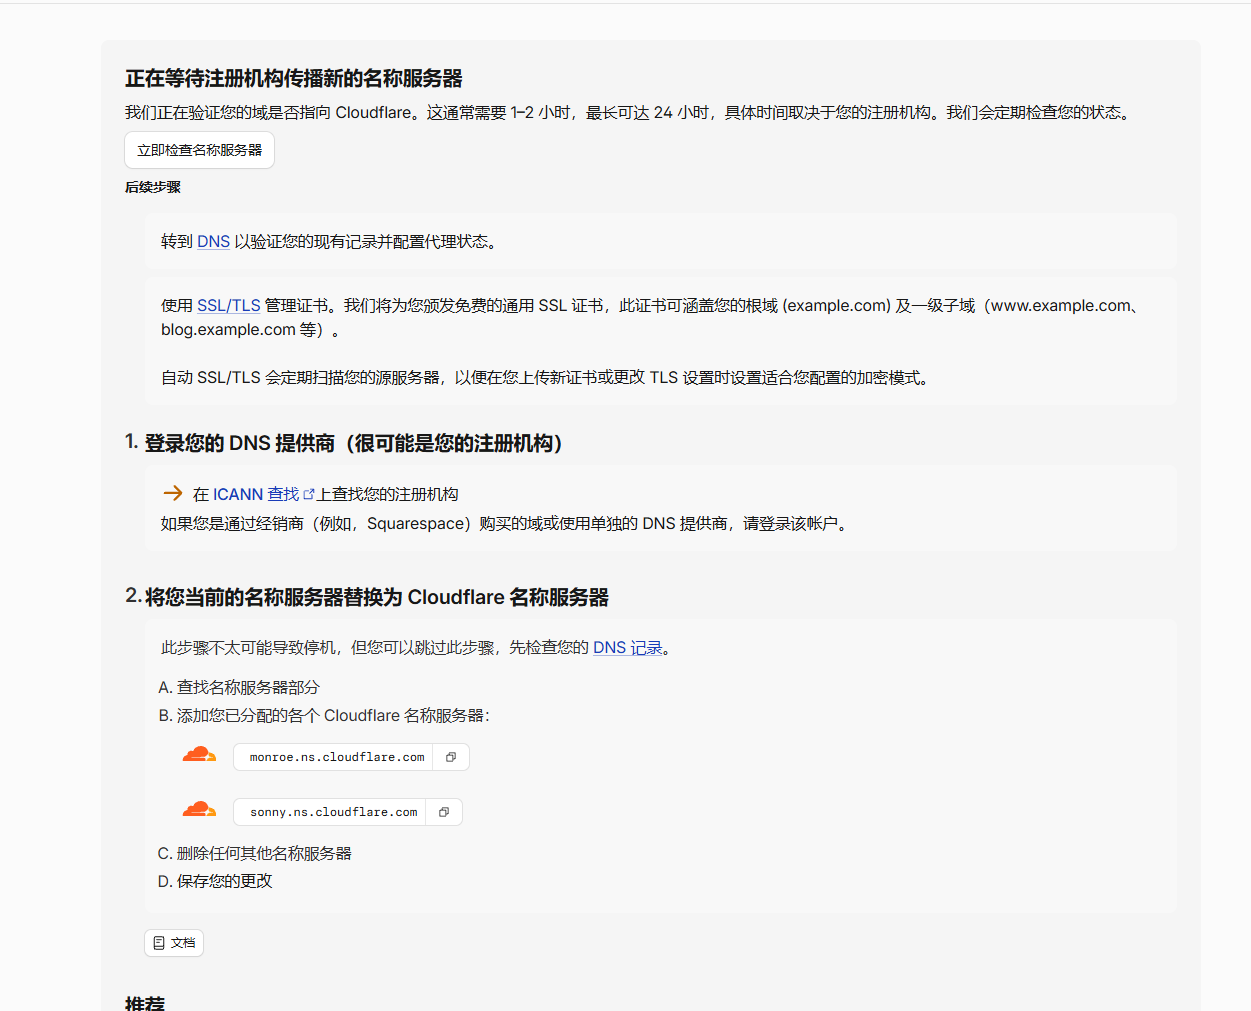 正在等待注册机构传播新的名称服务器
我们正在验证您的域是否指向 Cloudflare。这通常需要 1–2 小时，最长可达 24 小时，具体时间取决于您的注册机构。我们会定期检查您的状态。
立即检查名称服务器
后续步骤
转到 DNS 以验证您的现有记录并配置代理状态。
使用 SSL/TLS 管理证书。我们将为您颁发免费的通用 SSL 证书，此证书可涵盖您的根域 (example.com) 及一级子域（www.example.com、
blog.example.com 等）。
自动 SSL/TLS 会定期扫描您的源服务器，以便在您上传新证书或更改 TLS 设置时设置适合您配置的加密模式。
1. 登录您的 DNS 提供商（很可能是您的注册机构）
在 ICANN 查找 上查找您的注册机构
如果您是通过经销商（例如，Squarespace）购买的域或使用单独的 DNS 提供商，请登录该帐户。
2. 将您当前的名称服务器替换为 Cloudflare 名称服务器
此步骤不太可能导致停机，但您可以跳过此步骤，先检查您的 DNS 记录。
A. 查找名称服务器部分
B. 添加您已分配的各个 Cloudflare 名称服务器：
monroe.ns.cloudflare.com
sonny.ns.cloudflare.com
C. 删除任何其他名称服务器
D. 保存您的更改
文档
推荐